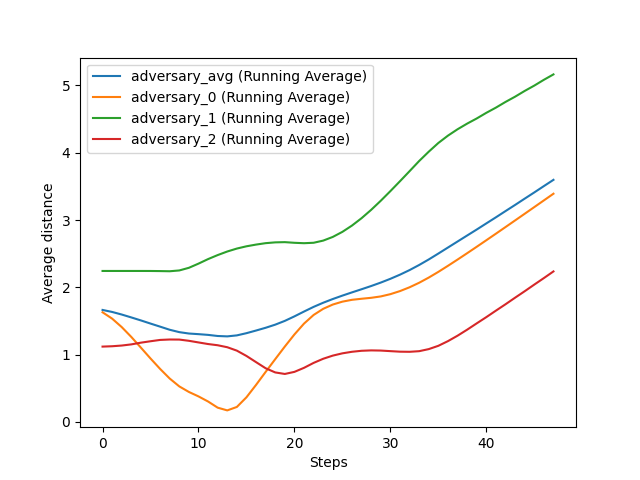 adversary_avg (Running Average)
adversary_0 (Running Average)
adversary_1 (Running Average)
adversary_2 (Running Average)
5
4
3
2
1
0
Average distance
0 10 20 30 40
Steps